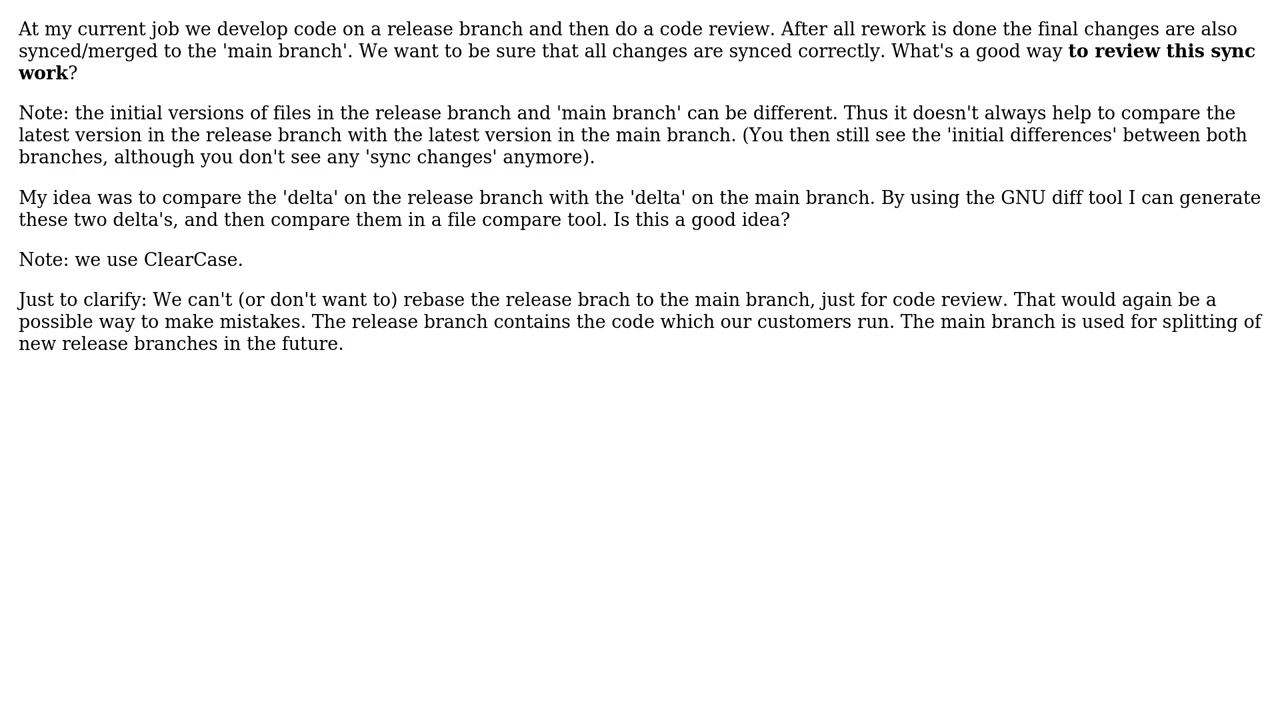 At my current job we develop code on a release branch and then do a code review. After all rework is done the final changes are also
synced/merged to the 'main branch'. We want to be sure that all changes are synced correctly. What's a good way to review this sync
work?
Note: the initial versions of files in the release branch and 'main branch' can be different. Thus it doesn't always help to compare the
latest version in the release branch with the latest version in the main branch. (You then still see the 'initial differences' between both
branches, although you don't see any 'sync changes' anymore).
My idea was to compare the 'delta' on the release branch with the 'delta' on the main branch. By using the GNU diff tool I can generate
these two delta's, and then compare them in a file compare tool. Is this a good idea?
Note: we use ClearCase.
Just to clarify: We can't (or don't want to) rebase the release brach to the main branch, just for code review. That would again be a
possible way to make mistakes. The release branch contains the code which our customers run. The main branch is used for splitting of
new release branches in the future.